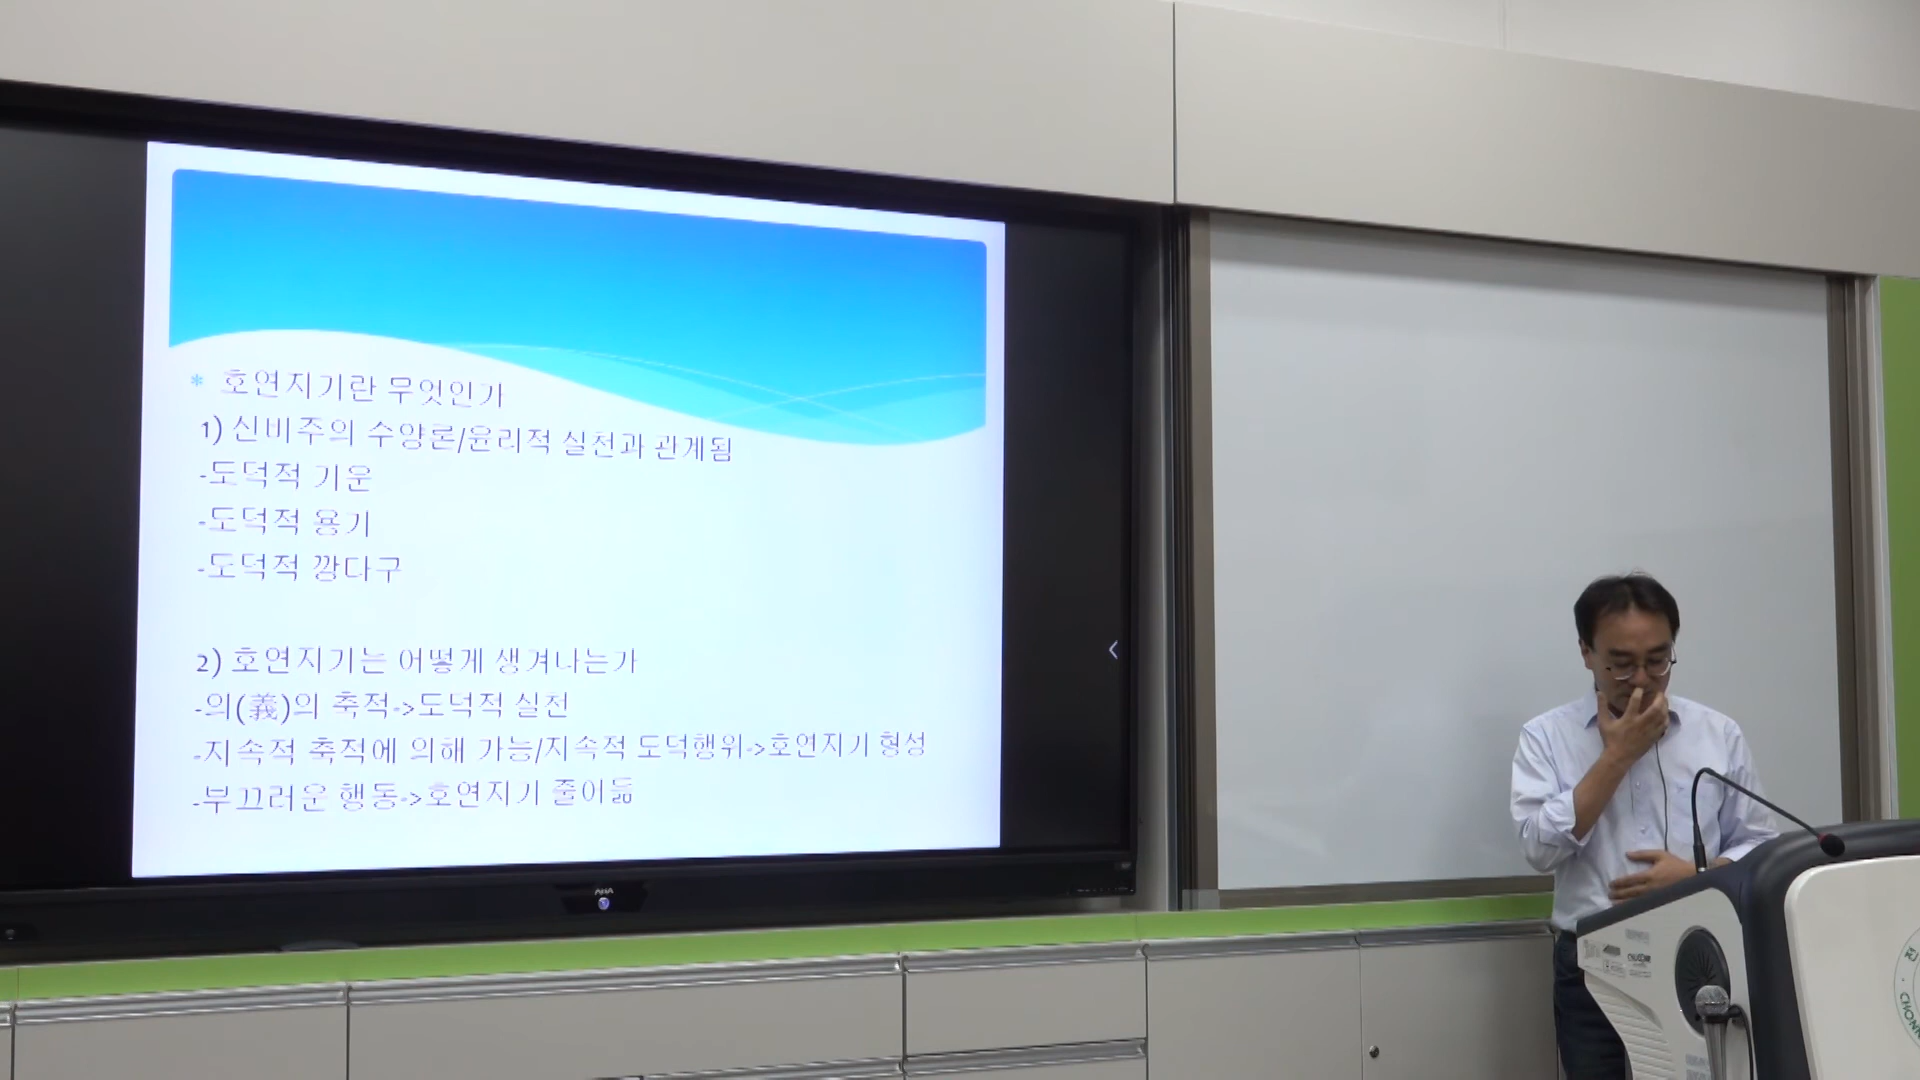 * 호연지기란 무엇인가
1) 신비주의 수양론/윤리적 실천과 관계됨
-도덕적 기운
-도덕적 용기
-도덕적 깡다구
2) 호연지기는 어떻게 생겨나는가
-의(義)의 축적->도덕적 실천
-지속적 축적에 의해 가능/지속적 도덕행위->호연지기 형성
-부끄러운 행동->호연지기 줄어듦
AHA